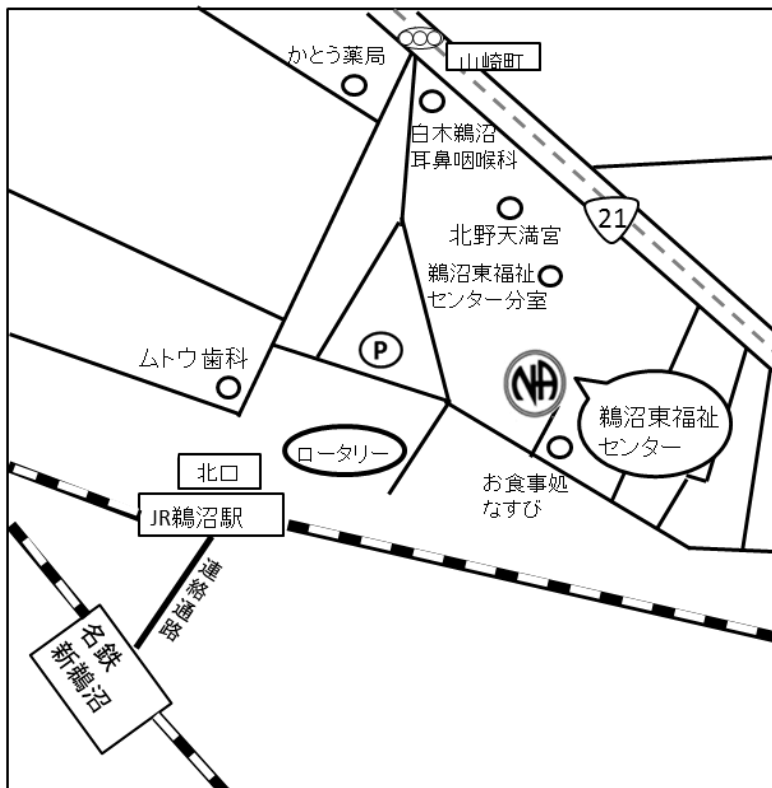 かとう薬局
山崎町
白木鵜沼
耳鼻咽喉科
21
北野天満宮
鵜沼東福祉
センター分室
P
ムトウ歯科
NA
鵜沼東福祉
センター
ロータリー
北口
お食事処
なすび
JR鵜沼駅
連絡通路
名鉄
新鵜沼